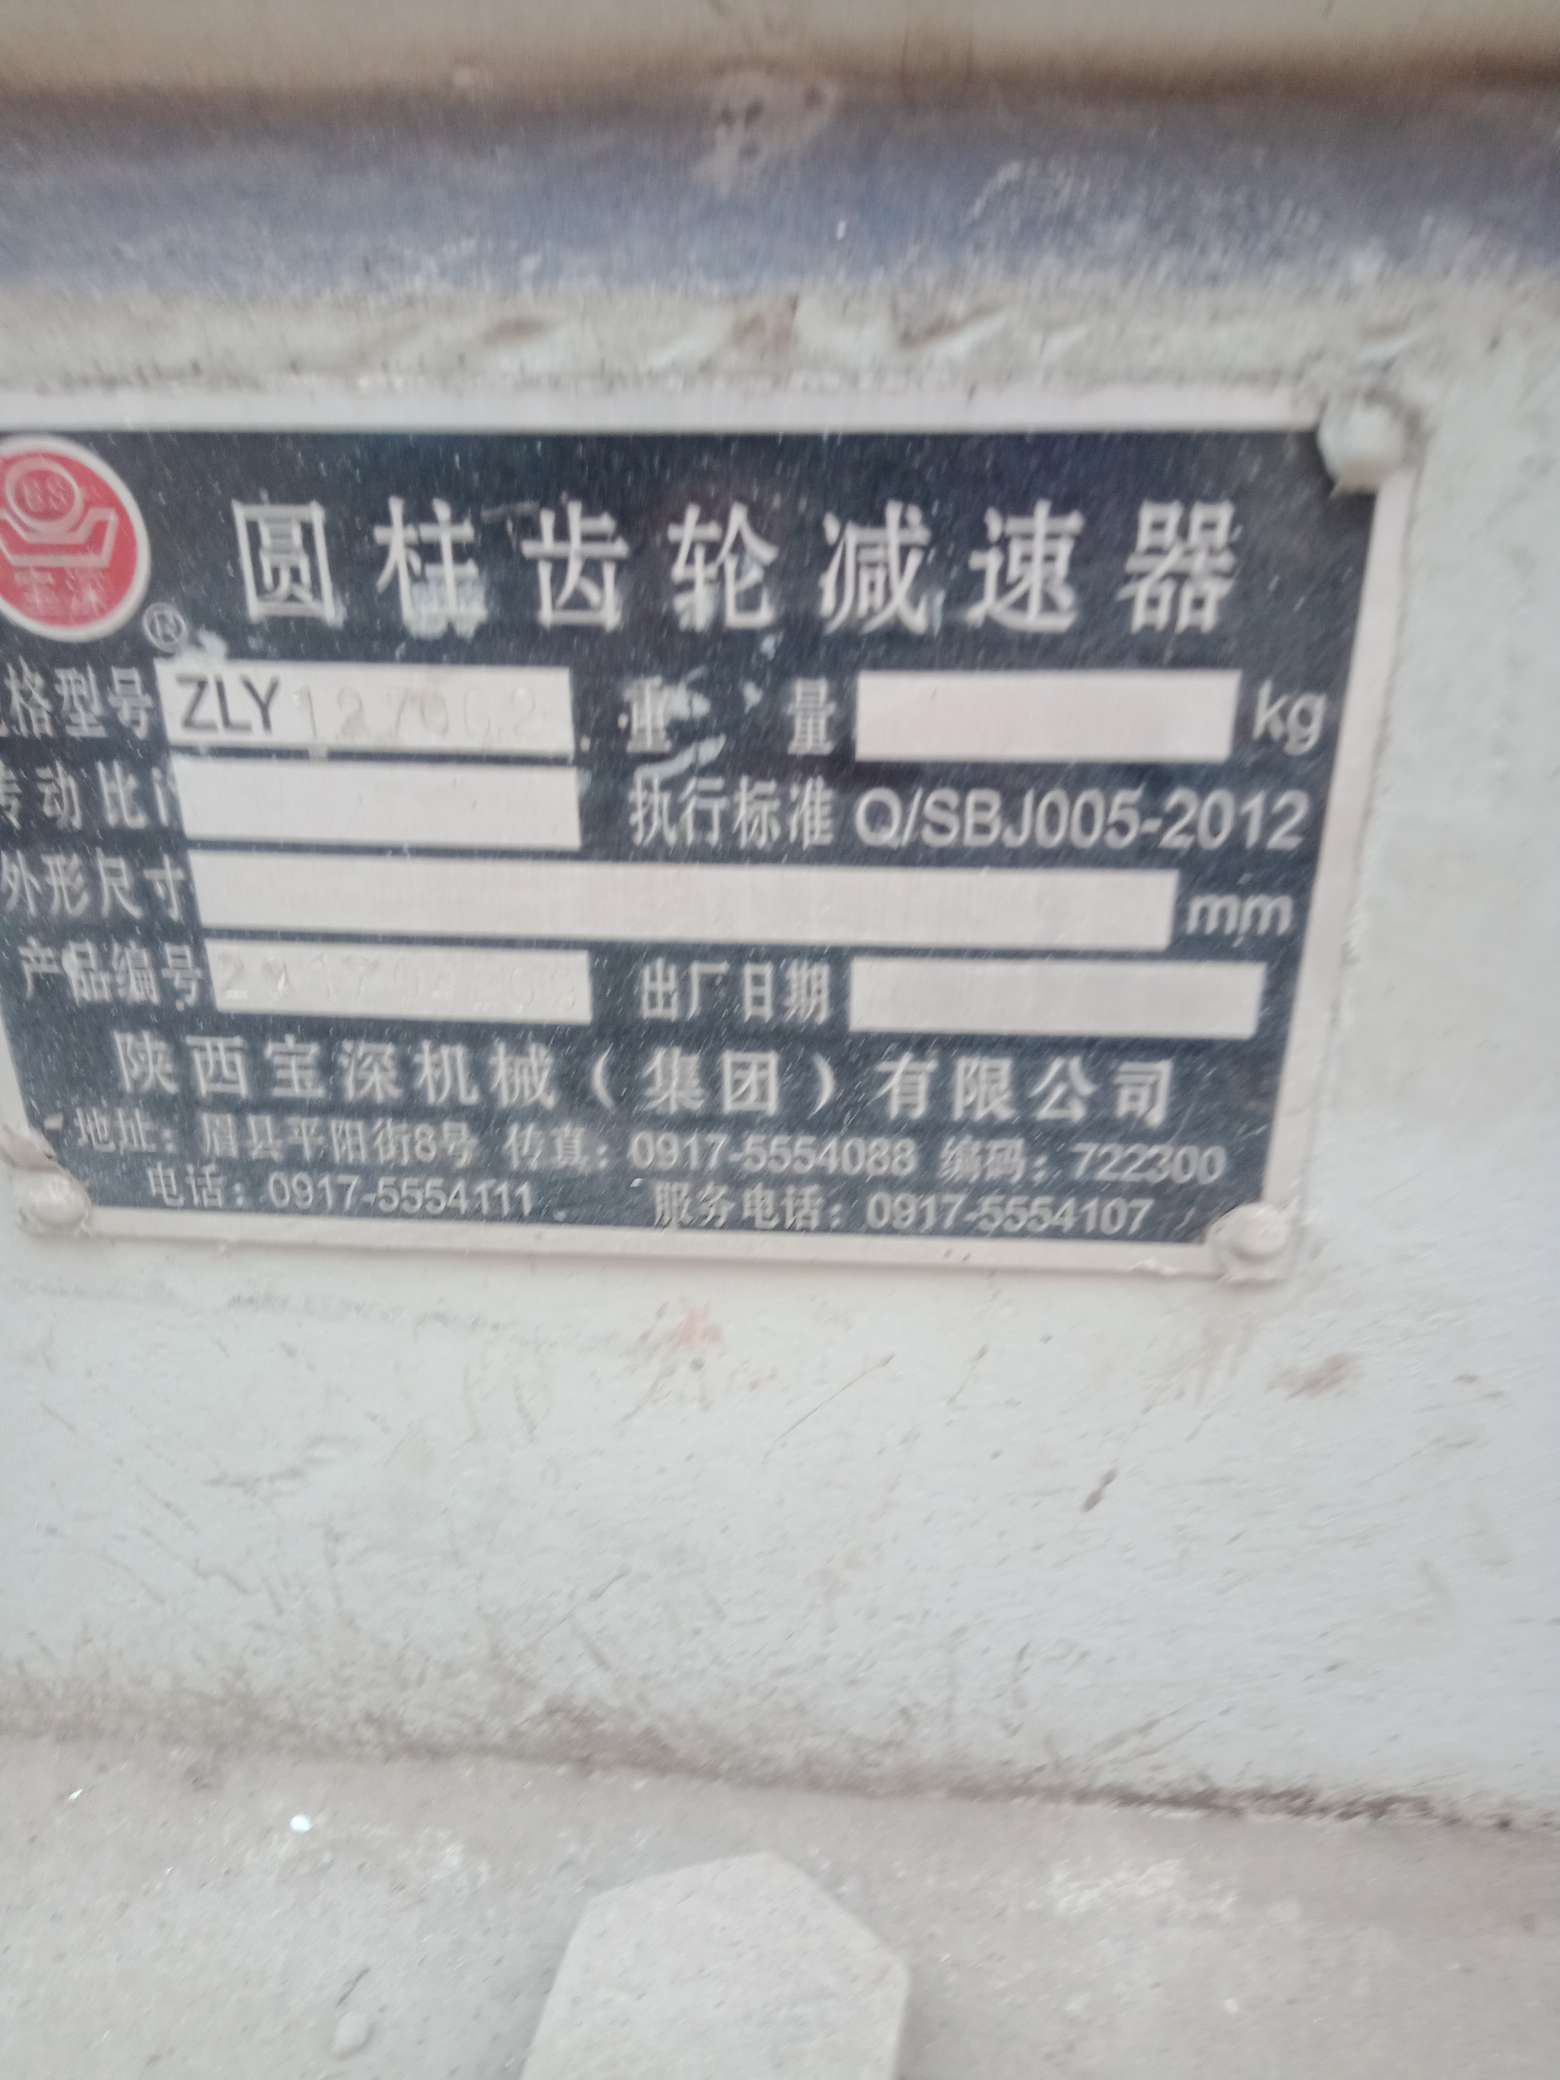 BS
宝深
®
圆柱齿轮减速器
格型号 ZLY 重量 kg
传动比i 执行标准 Q/SBJ005-2012
外形尺寸 mm
产品编号 出厂日期
陕西宝深机械(集团)有限公司
地址:眉县平阳街8号 传真:0917-5554088 编码:722300
电话:0917-5554111 服务电话:0917-5554107